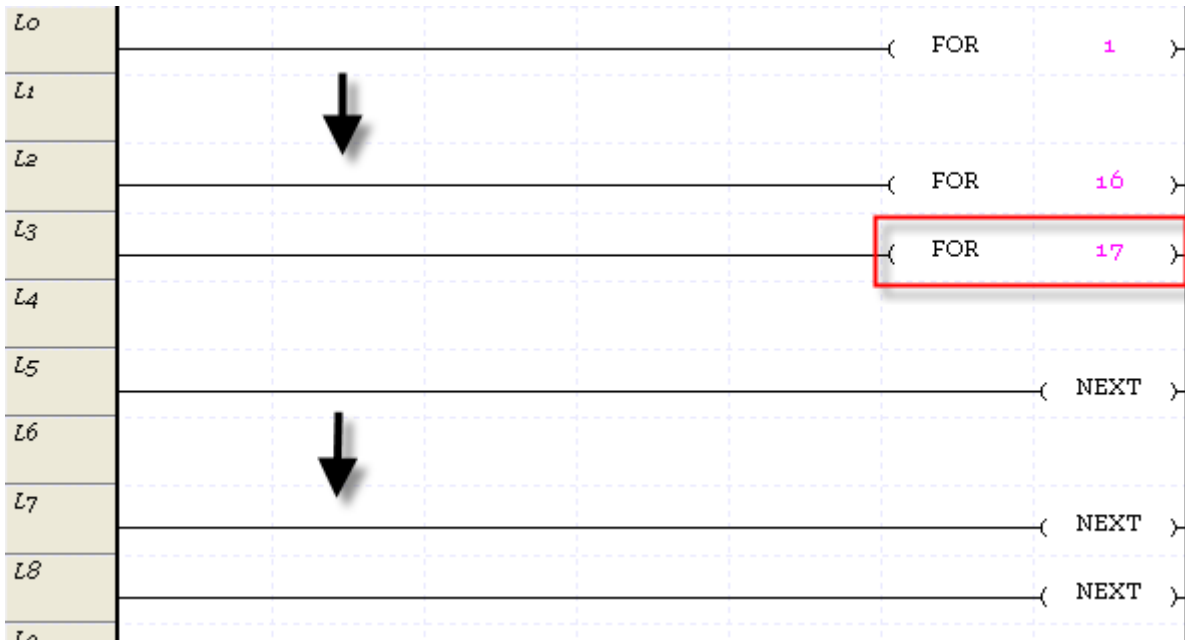 L0 FOR 1
L1
L2 FOR 16
L3 FOR 17
L4
L5 NEXT
L6
L7 NEXT
L8 NEXT